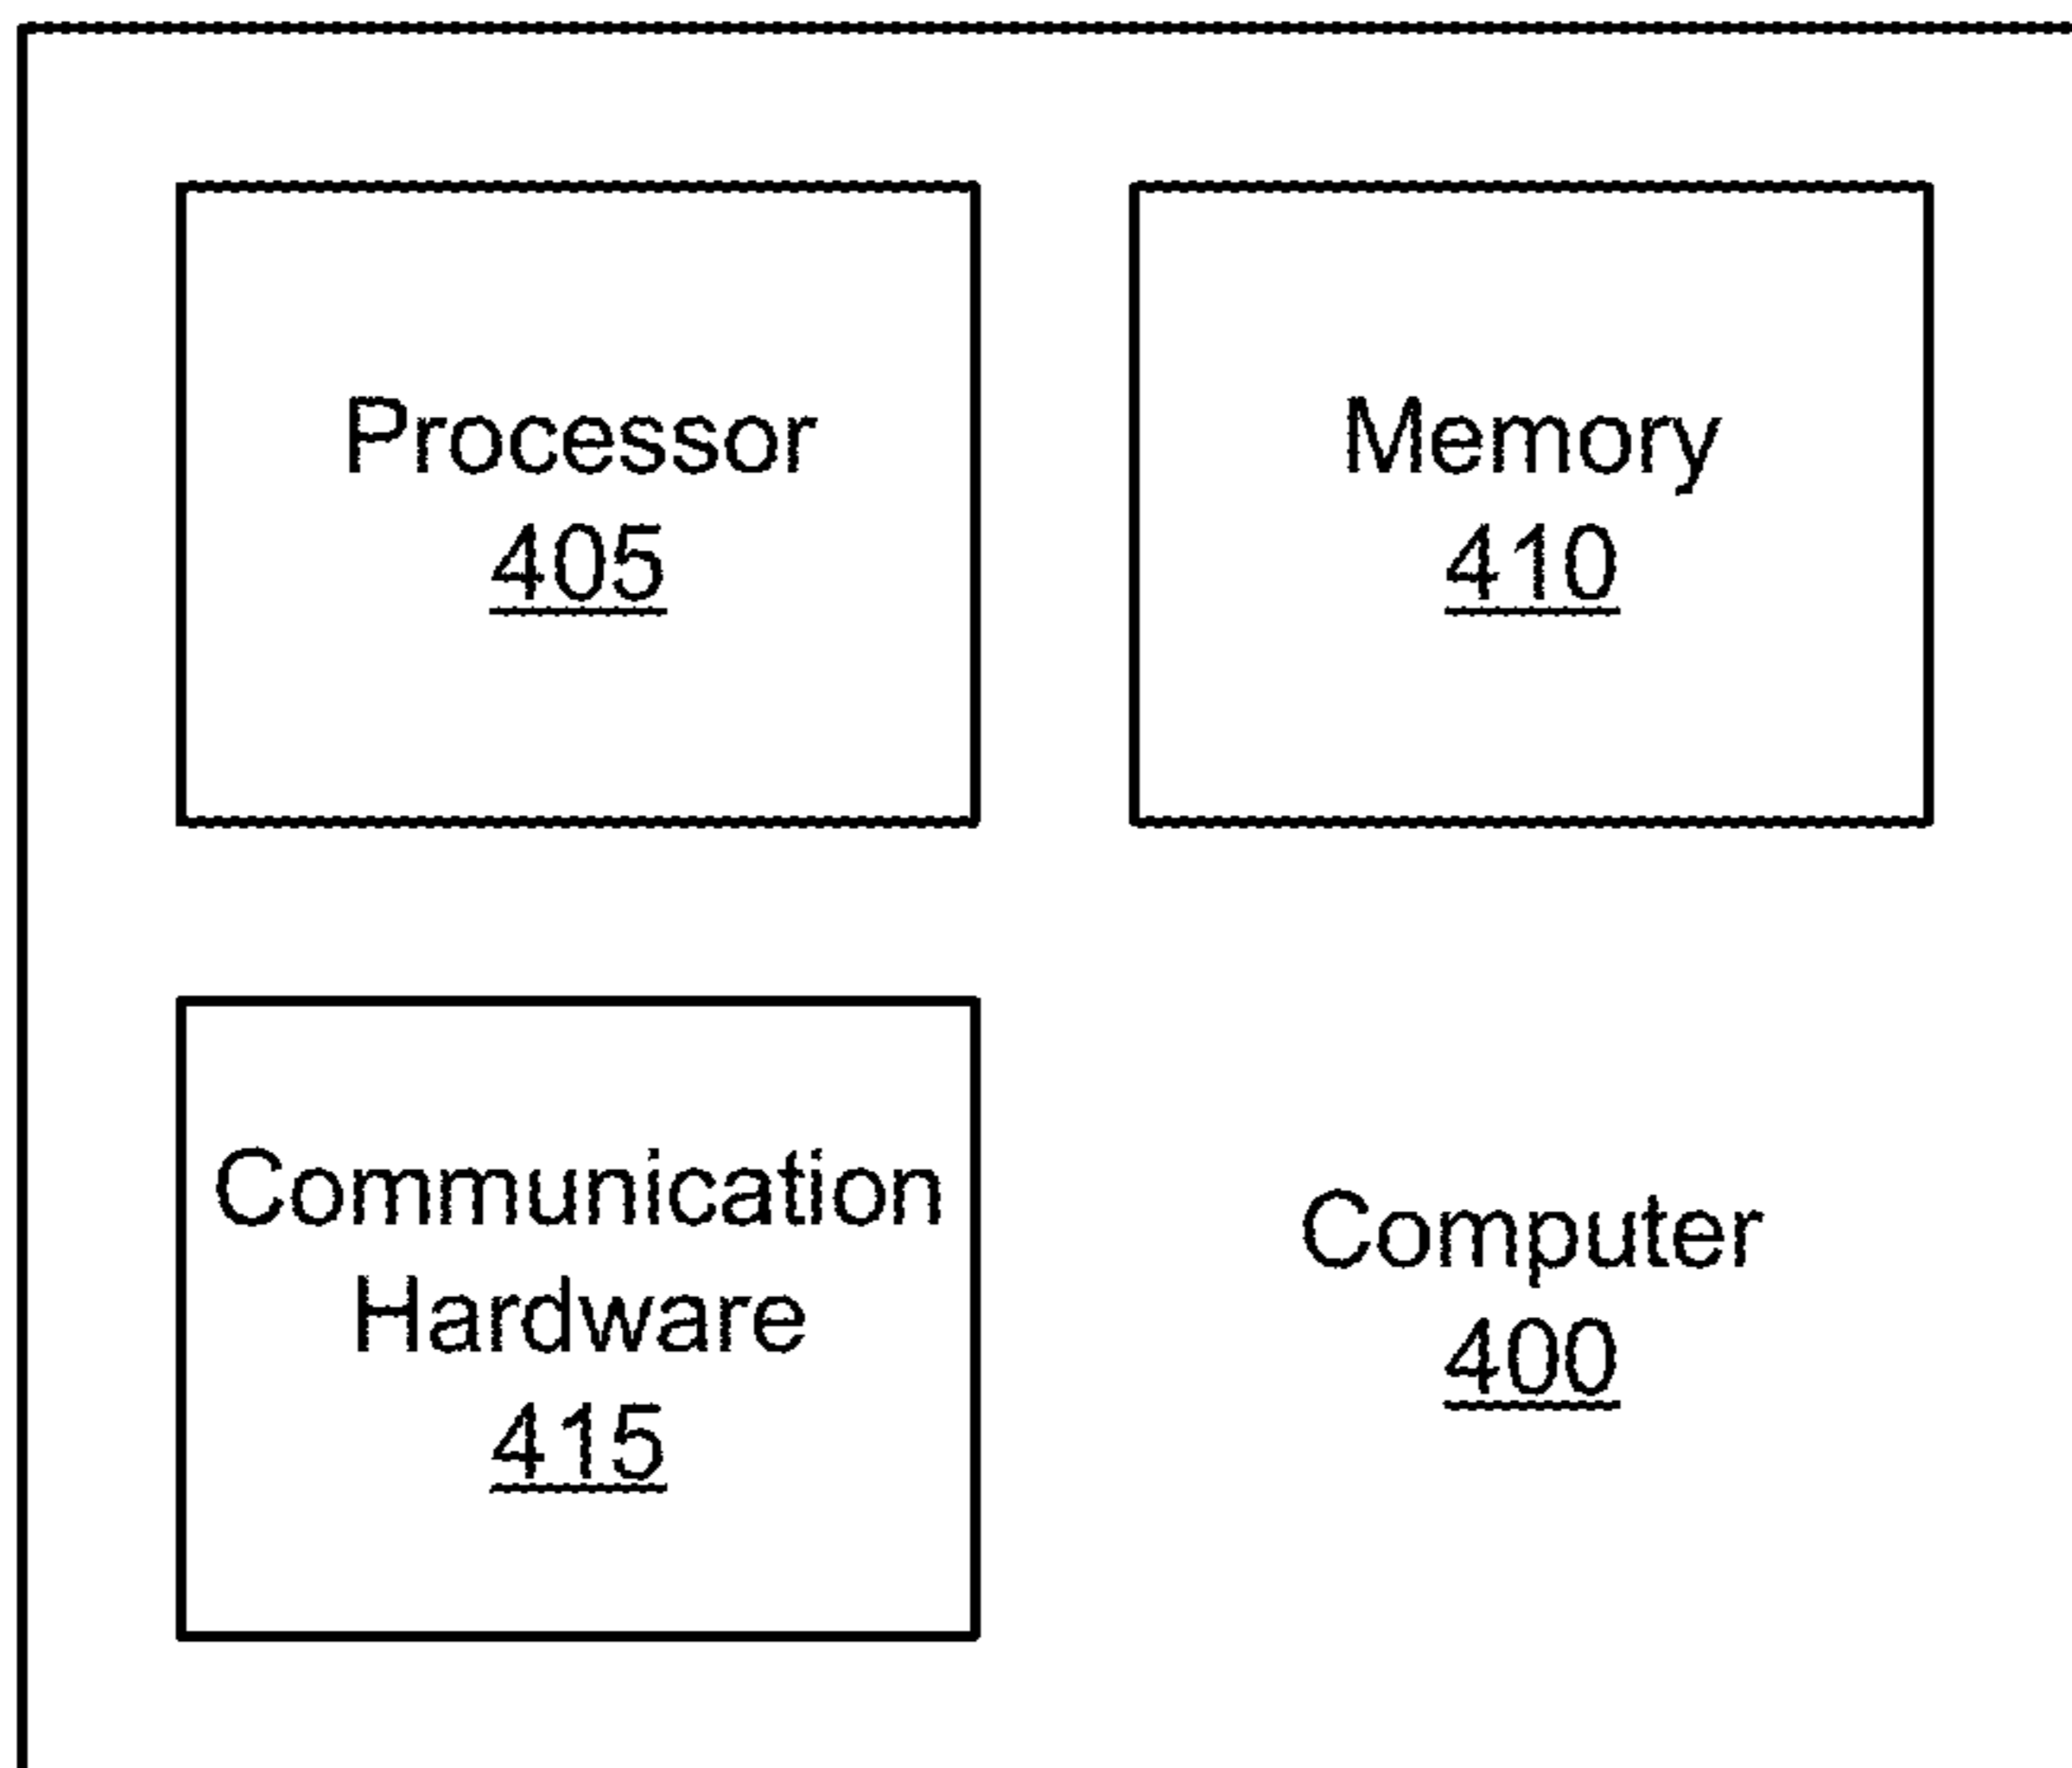 Processor
405
Memory
410
Communication
Hardware
415
Computer
400